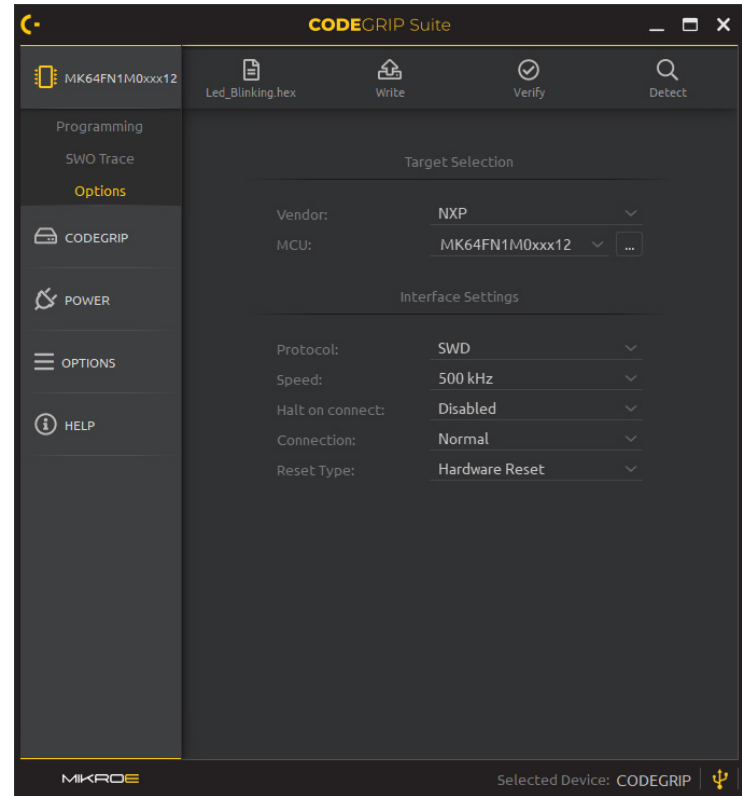 CODEGRIP Suite
MK64FN1M0xxx12
Led_Blinking.hex
Write
Verify
Detect
Programming
SWO Trace
Options
CODEGRIP
POWER
OPTIONS
HELP
Target Selection
Vendor: NXP
MCU: MK64FN1M0xxx12 ...
Interface Settings
Protocol: SWD
Speed: 500 kHz
Halt on connect: Disabled
Connection: Normal
Reset Type: Hardware Reset
MIKROE
Selected Device: CODEGRIP